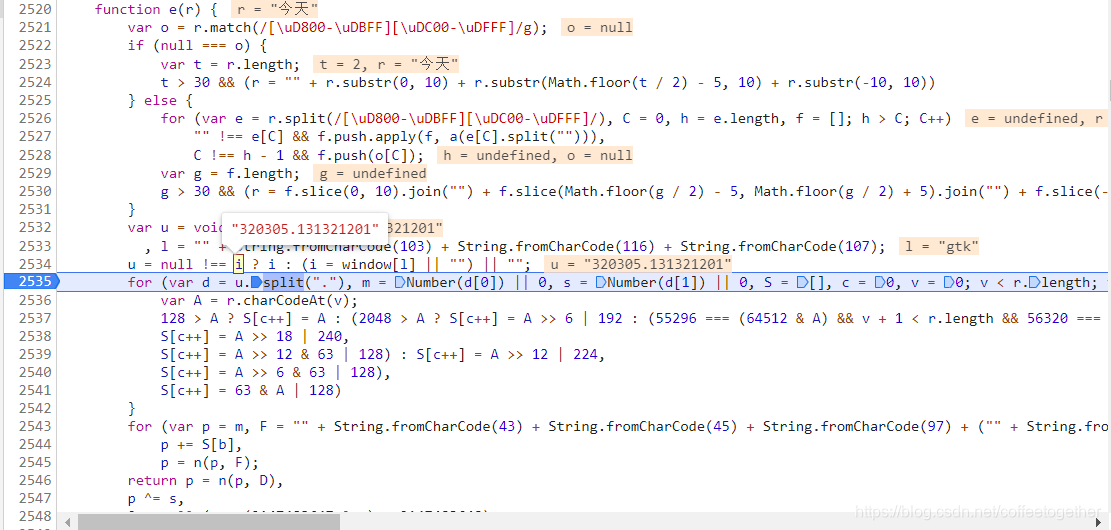 2520 function e(r) { r = "今天"
2521 var o = r.match(/[\uD800-\uDBFF][\uDC00-\uDFFF]/g); o = null
2522 if (null === o) {
2523 var t = r.length; t = 2, r = "今天"
2524 t > 30 && (r = "" + r.substr(0, 10) + r.substr(Math.floor(t / 2) - 5, 10) + r.substr(-10, 10))
2525 } else {
2526 for (var e = r.split(/[\uD800-\uDBFF][\uDC00-\uDFFF]/), C = 0, h = e.length, f = []; h > C; C++) e = undefined, r
2527 "" !== e[C] && f.push.apply(f, a(e[C].split(""))),
2528 C !== h - 1 && f.push(o[C]); h = undefined, o = null
2529 var g = f.length; g = undefined
2530 g > 30 && (r = f.slice(0, 10).join("") + f.slice(Math.floor(g / 2) - 5, Math.floor(g / 2) + 5).join("") + f.slice(-
2531 }
"320305.131321201"
2532 var u = voi 21201"
2533 , l = "" + String.fromCharCode(103) + String.fromCharCode(116) + String.fromCharCode(107); l = "gtk"
2534 u = null !== i ? i : (i = window[l] || "") || ""; u = "320305.131321201"
2535 for (var d = u.split("."), m = Number(d[0]) || 0, s = Number(d[1]) || 0, S = [], c = 0, v = 0; v < r.length;
2536 var A = r.charCodeAt(v);
2537 128 > A ? S[c++] = A : (2048 > A ? S[c++] = A >> 6 | 192 : (55296 === (64512 & A) && v + 1 < r.length && 56320 ===
2538 S[c++] = A >> 18 | 240,
2539 S[c++] = A >> 12 & 63 | 128) : S[c++] = A >> 12 | 224,
2540 S[c++] = A >> 6 & 63 | 128),
2541 S[c++] = 63 & A | 128)
2542 }
2543 for (var p = m, F = "" + String.fromCharCode(43) + String.fromCharCode(45) + String.fromCharCode(97) + ("" + String.fro
2544 p += S[b],
2545 p = n(p, F);
2546 return p = n(p, D),
2547 p ^= s,
2548
https://blog.csdn.net/coffeetogether